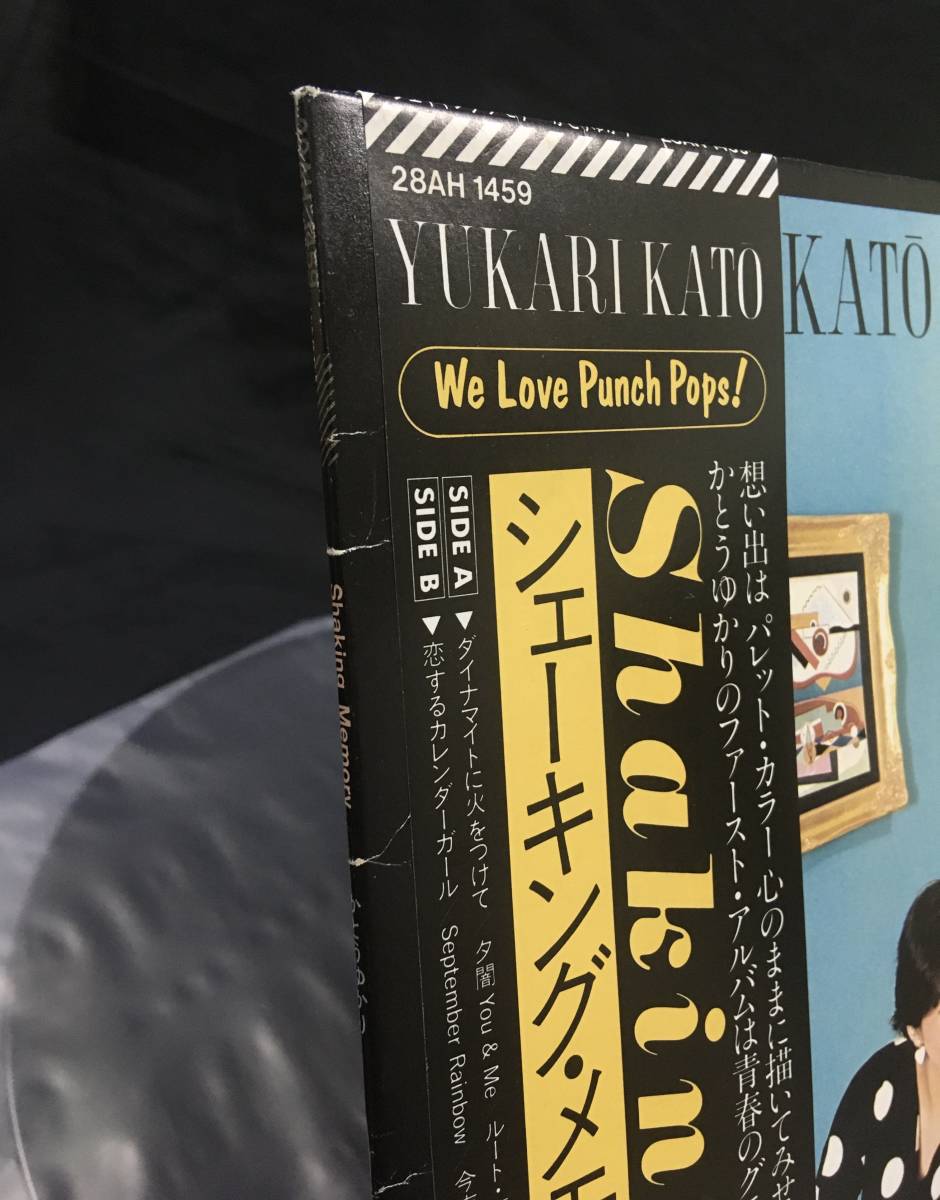 28AH 1459
YUKARI KATŌ
KATŌ
We Love Punch Pops!
想い出は パレット・カラー 心のままに描いてみせ
かとうゆかりのファースト・アルバムは青春のグ
Shakin
シェーキング・メモ
SIDE A ▼ ダイナマイトに火をつけて / 夕闇 You & Me ルート・
SIDE B ▼ 恋するカレンダーガール / September Rainbow / 今
Shaking Memory